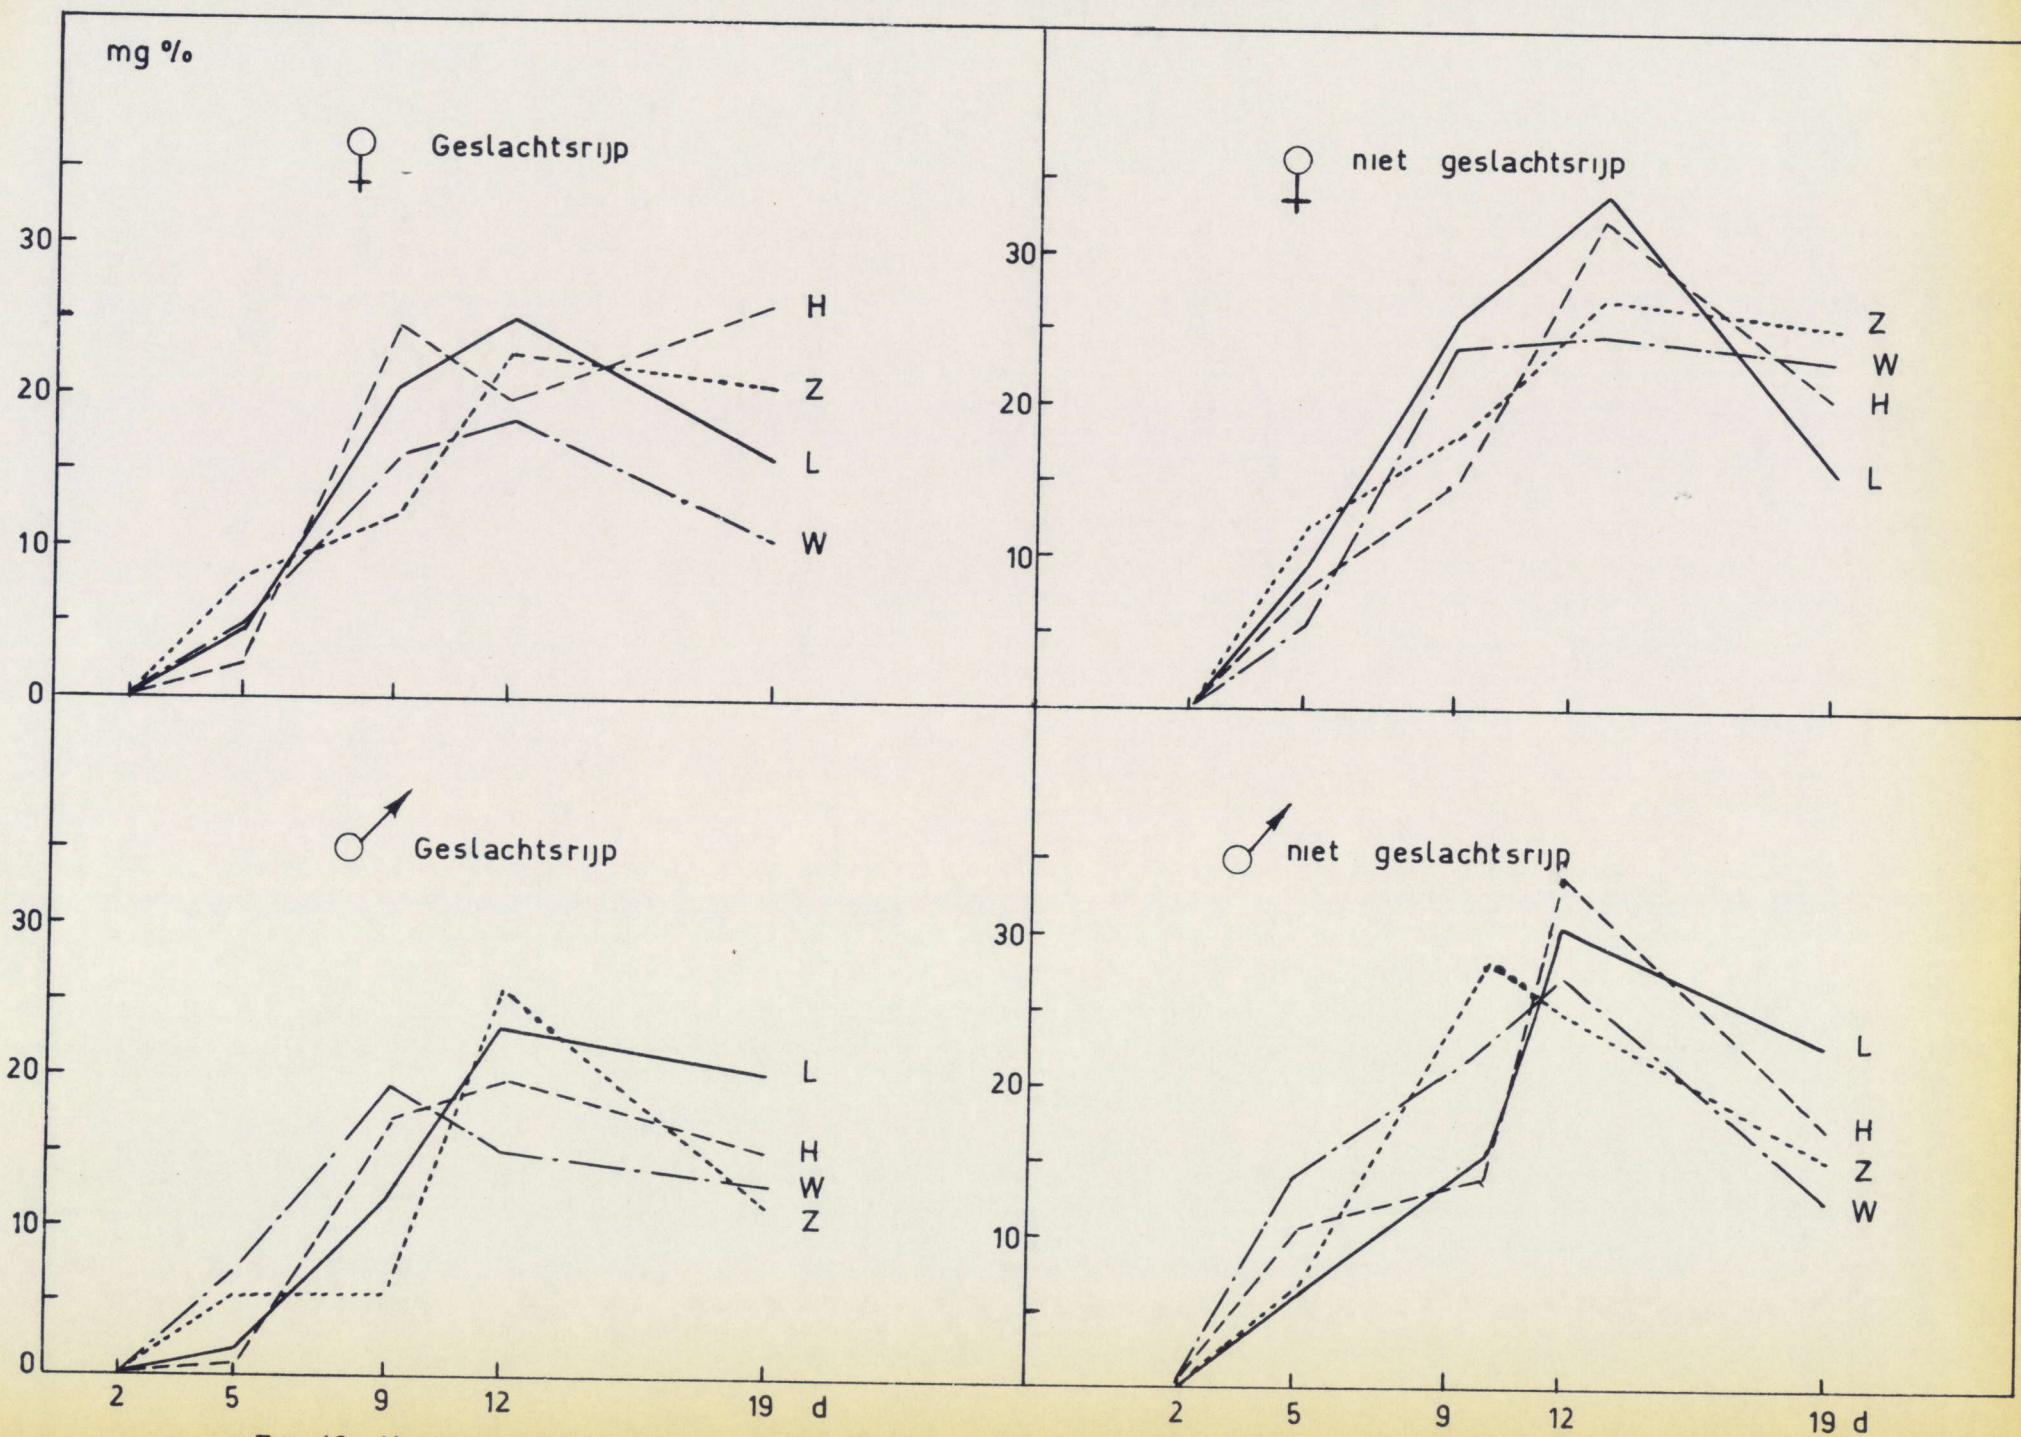 mg %
♀ Geslachtsrijp
30
20
10
0
H
Z
L
W
♀ niet geslachtsrijp
30
20
10
Z
W
H
L
♂ Geslachtsrijp
30
20
10
0
L
H
W
Z
2 5 9 12 19 d
♂ niet geslachtsrijp
30
20
10
L
H
Z
W
2 5 9 12 19 d